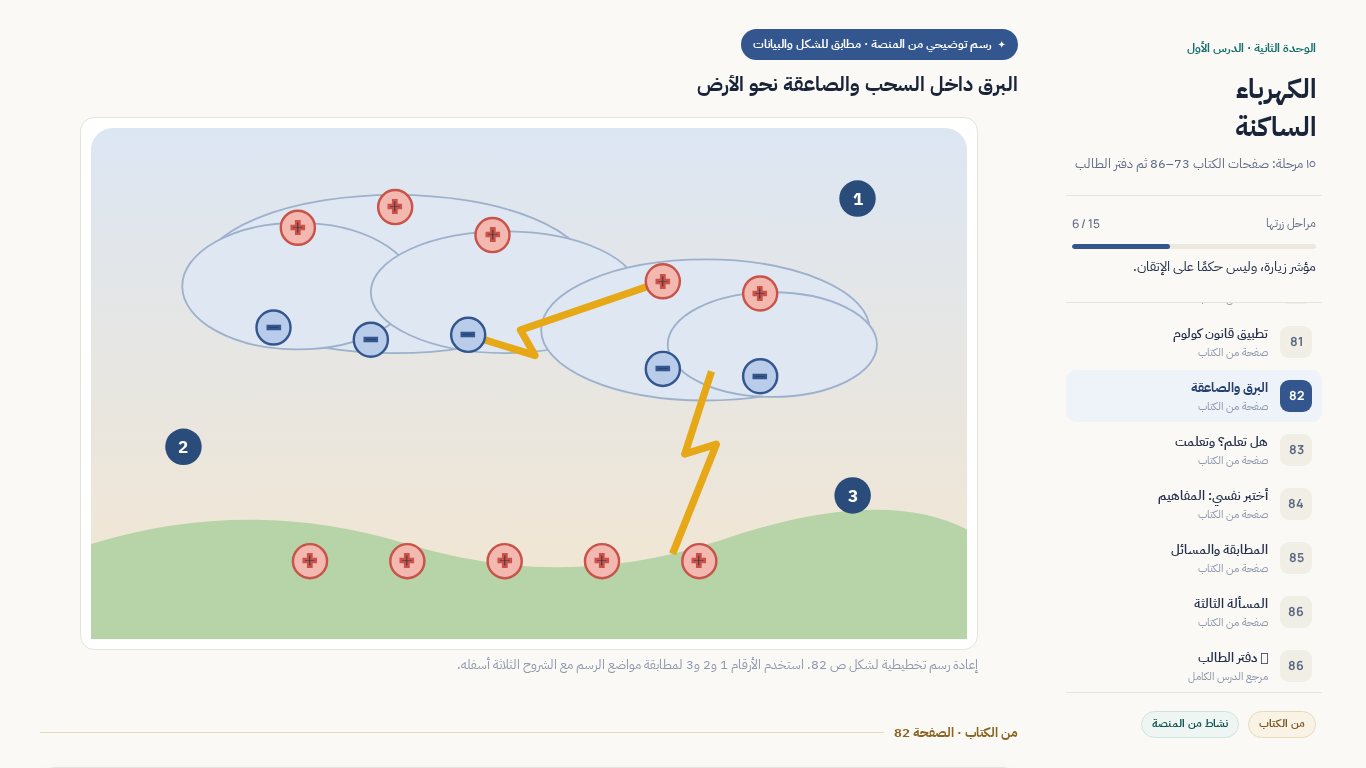 الوحدة الثانية · الدرس الأول
الكهرباء
الساكنة
١٥ مرحلة: صفحات الكتاب 73–86 ثم دفتر الطالب
مراحل زرتها
6 / 15
مؤشر زيارة، وليس حكمًا على الإتقان.
81
تطبيق قانون كولوم
صفحة من الكتاب
82
البرق والصاعقة
صفحة من الكتاب
83
هل تعلم؟ وتعلمت
صفحة من الكتاب
84
أختبر نفسي: المفاهيم
صفحة من الكتاب
85
المطابقة والمسائل
صفحة من الكتاب
86
المسألة الثالثة
صفحة من الكتاب
86
دفتر الطالب
مرجع الدرس الكامل
من الكتاب
نشاط من المنصة
✦ رسم توضيحي من المنصة · مطابق للشكل والبيانات
البرق داخل السحب والصاعقة نحو الأرض
1
2
3
إعادة رسم تخطيطية لشكل ص 82. استخدم الأرقام 1 و2 و3 لمطابقة مواضع الرسم مع الشروح الثلاثة أسفله.
من الكتاب · الصفحة 82